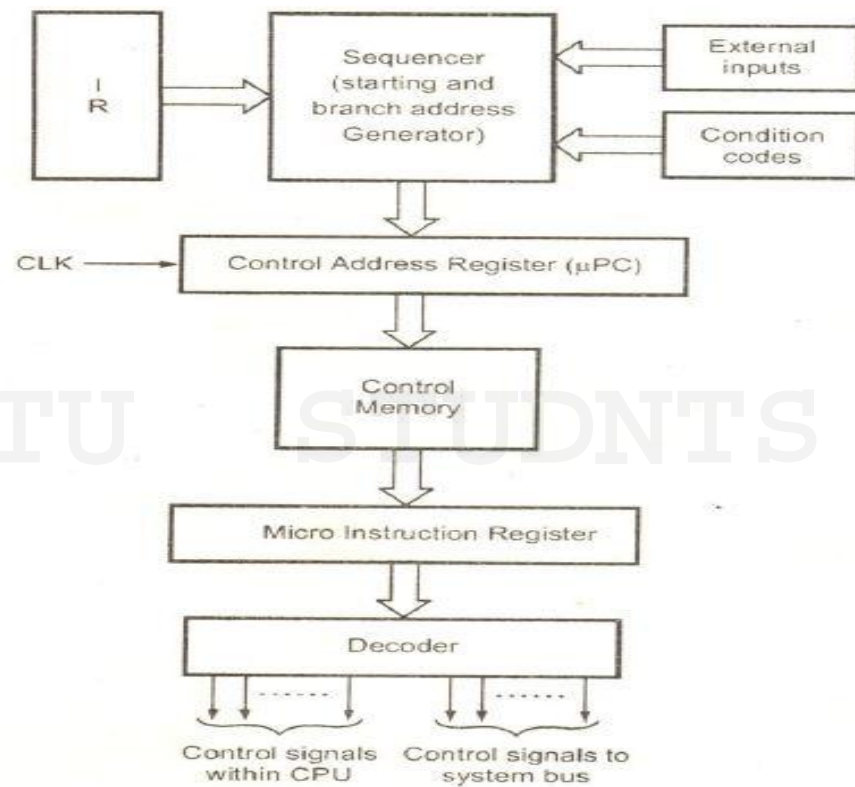 I
R
Sequencer
(starting and
branch address
Generator)
External
inputs
Condition
codes
CLK
Control Address Register (μPC)
Control
Memory
TU STUDNTS
Micro Instruction Register
Decoder
Control signals
within CPU
Control signals to
system bus